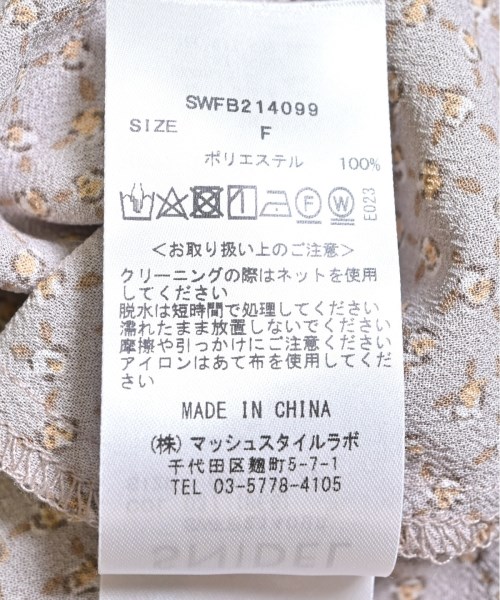 SWFB214099
SIZE F
ポリエステル 100%
F W E023
<お取り扱い上のご注意>
クリーニングの際はネットを使用
してください
脱水は短時間で処理してください
濡れたまま放置しないでください
摩擦や引っかけにご注意ください
アイロンはあて布を使用してくだ
さい
MADE IN CHINA
(株) マッシュスタイルラボ
千代田区麹町5-7-1
TEL 03-5778-4105
SNIDEL